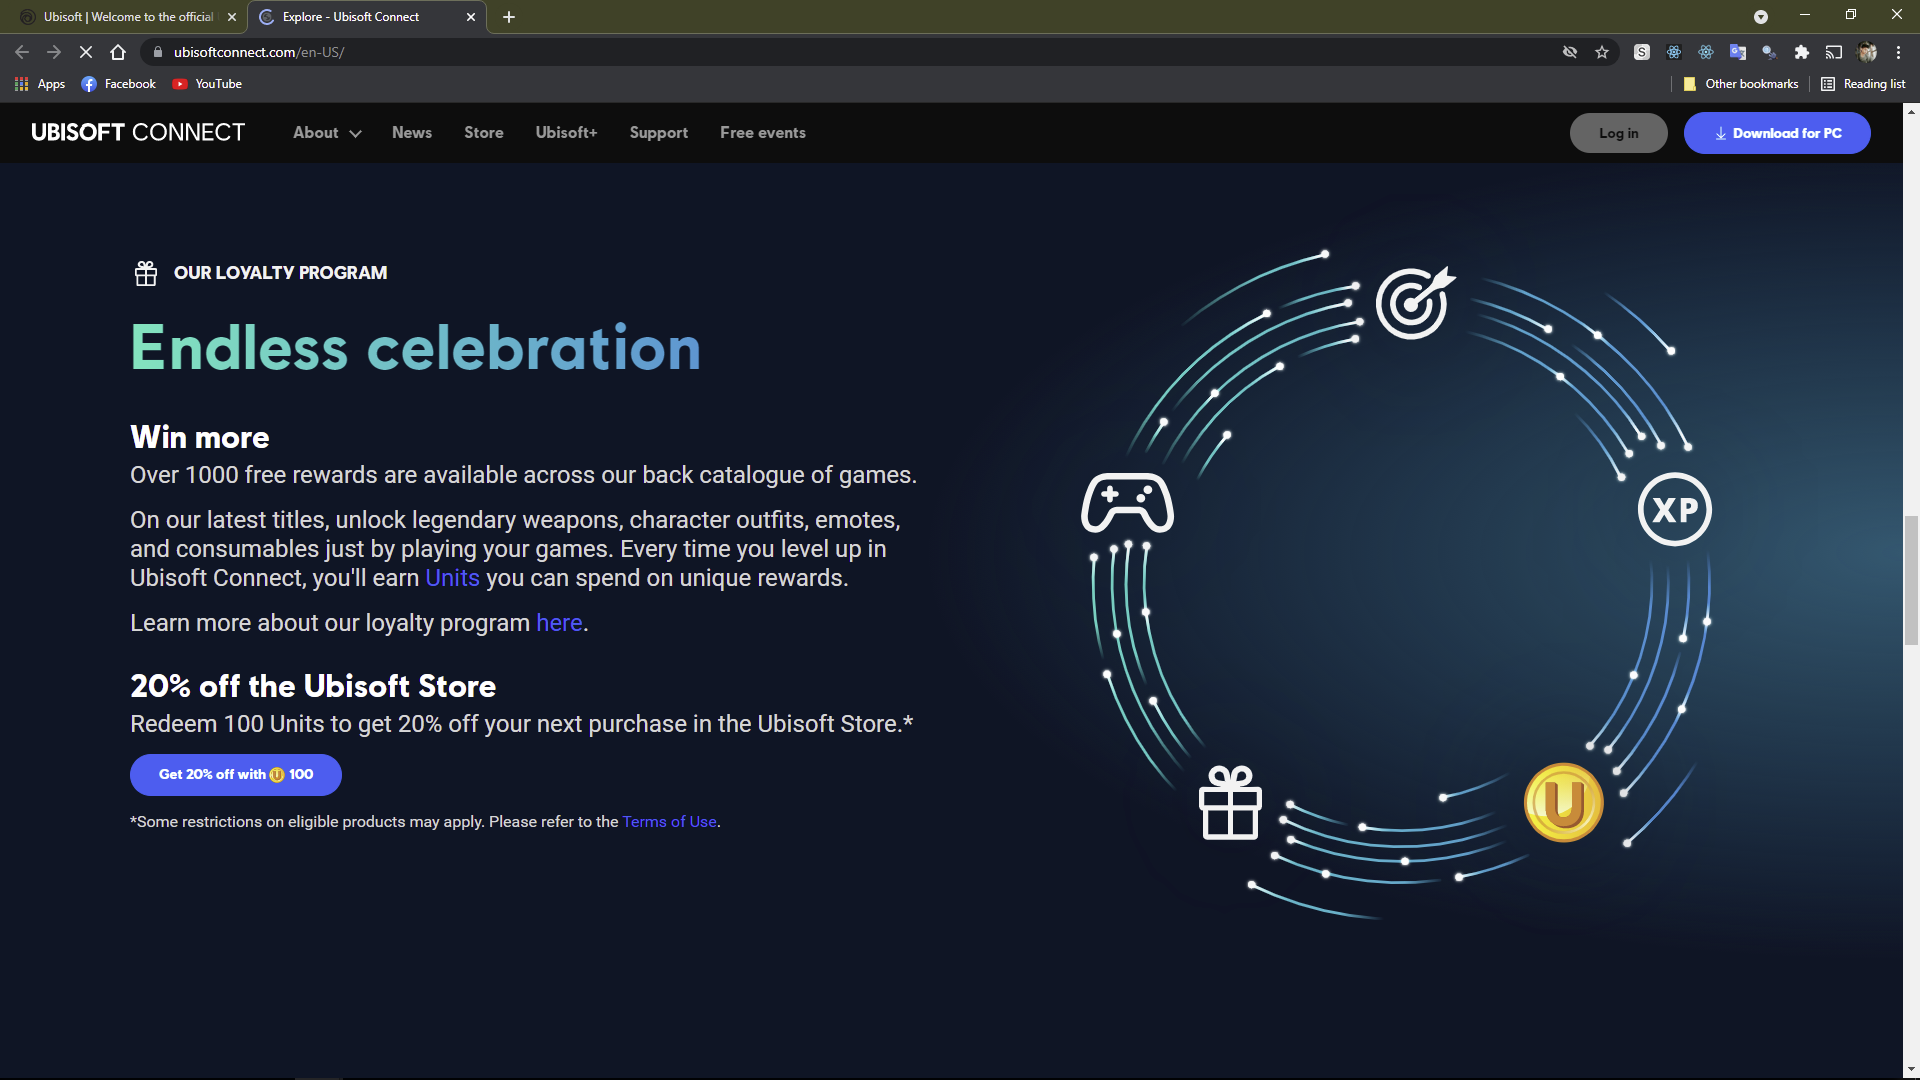 Ubisoft | Welcome to the official
Explore - Ubisoft Connect
ubisoftconnect.com/en-US/
Apps
Facebook
YouTube
Other bookmarks
Reading list
UBISOFT CONNECT
About
News
Store
Ubisoft+
Support
Free events
Log in
Download for PC
OUR LOYALTY PROGRAM
Endless celebration
Win more
Over 1000 free rewards are available across our back catalogue of games.
On our latest titles, unlock legendary weapons, character outfits, emotes,
and consumables just by playing your games. Every time you level up in
Ubisoft Connect, you'll earn Units you can spend on unique rewards.
Learn more about our loyalty program here.
20% off the Ubisoft Store
Redeem 100 Units to get 20% off your next purchase in the Ubisoft Store.*
Get 20% off with U 100
*Some restrictions on eligible products may apply. Please refer to the Terms of Use.
XP
U